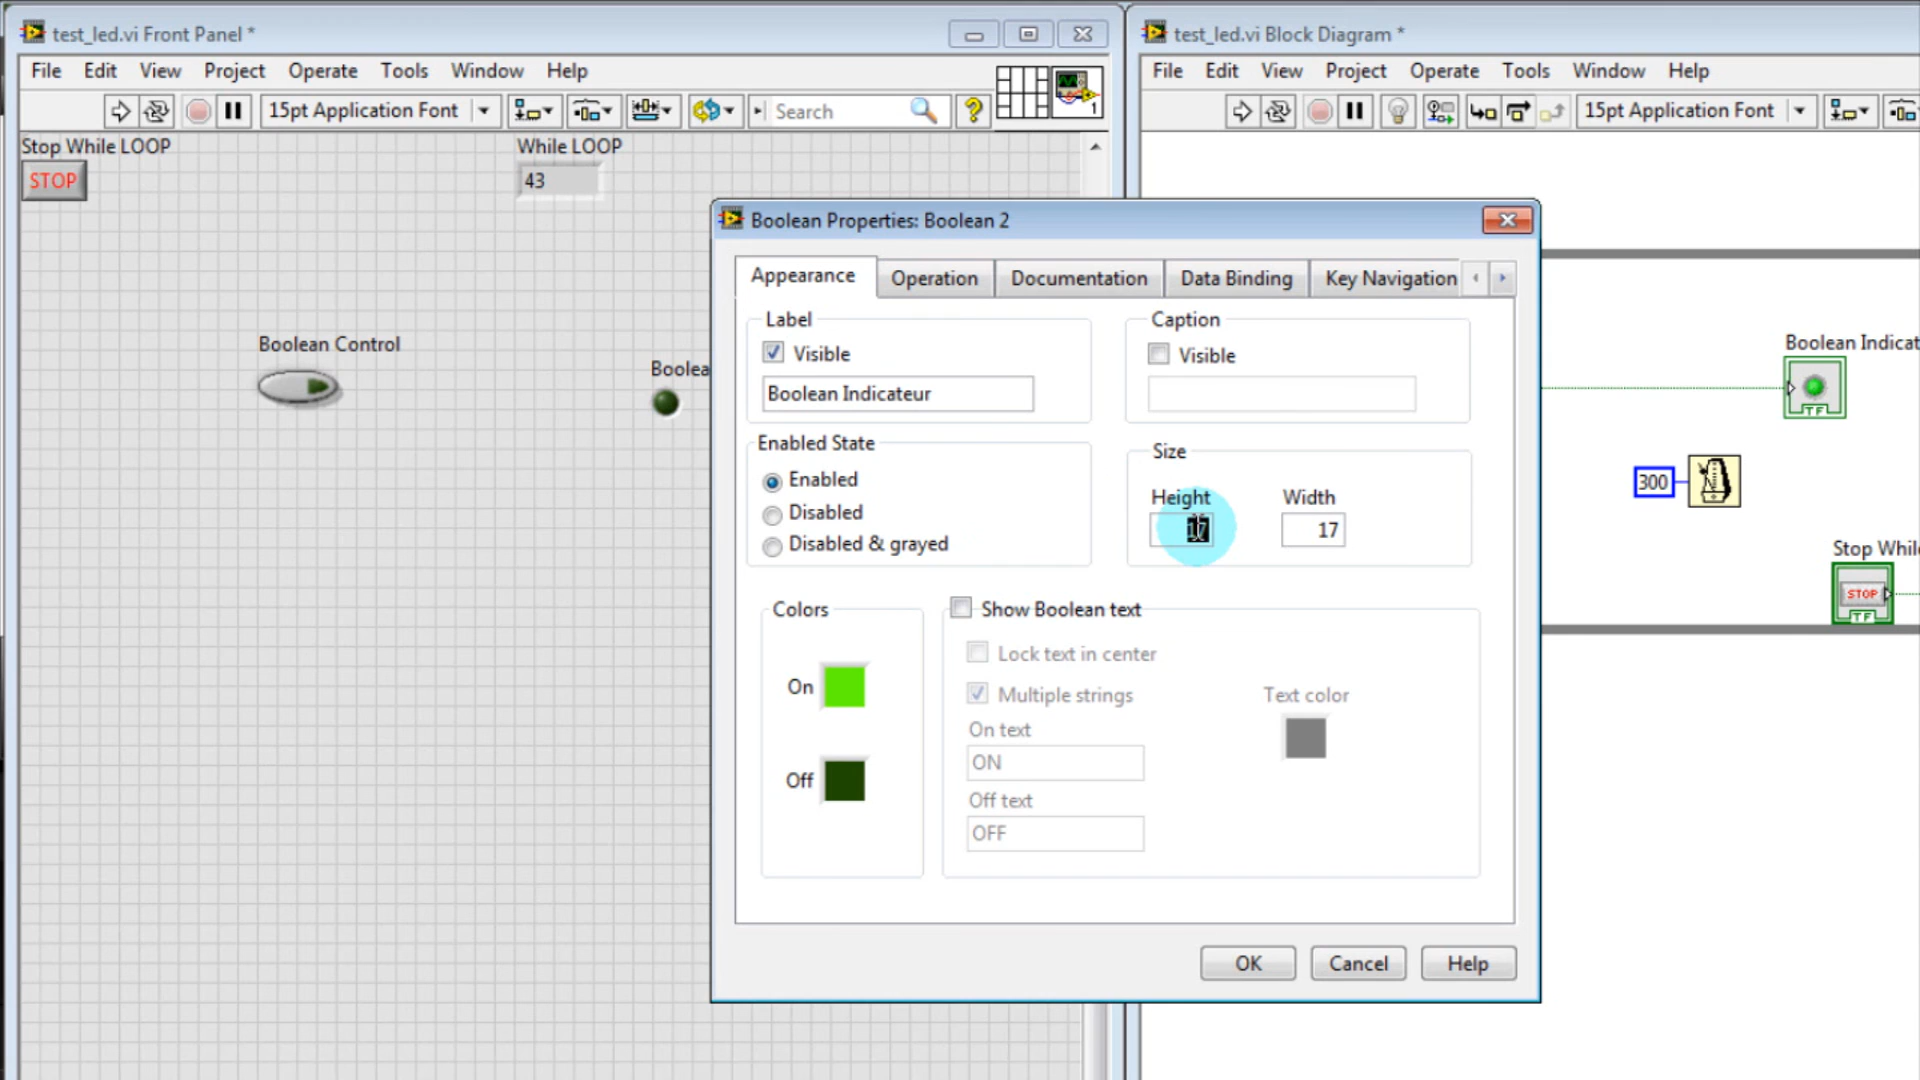 test_led.vi Front Panel *
File Edit View Project Operate Tools Window Help
15pt Application Font
Search
1
Stop While LOOP
STOP
While LOOP
43
Boolean Control
Boolea
test_led.vi Block Diagram *
File Edit View Project Operate Tools Window Help
15pt Application Font
Boolean Properties: Boolean 2
Appearance Operation Documentation Data Binding Key Navigation
Label
Visible
Boolean Indicateur
Caption
Visible
Enabled State
Enabled
Disabled
Disabled & grayed
Size
Height Width
17 17
Colors
On
Off
Show Boolean text
Lock text in center
Multiple strings
Text color
On text
ON
Off text
OFF
OK Cancel Help
Boolean Indicat
TF
300
Stop While
STOP
TF